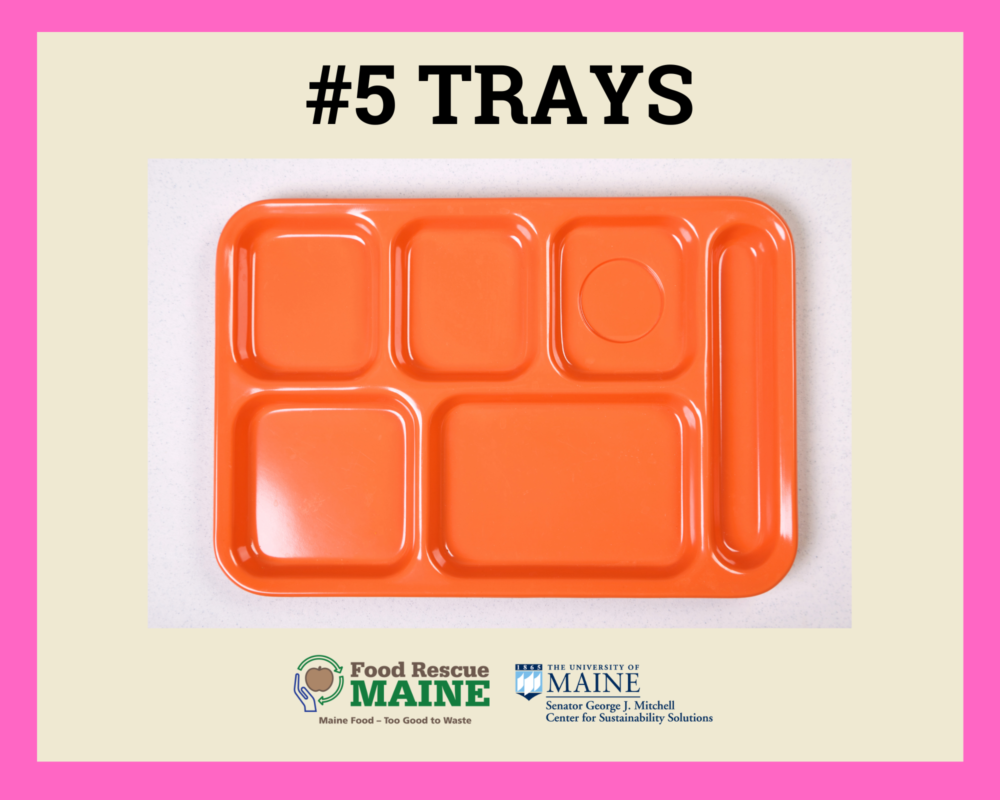 #5 TRAYS
Food Rescue
MAINE
Maine Food – Too Good to Waste
1865
THE UNIVERSITY OF
MAINE
Senator George J. Mitchell
Center for Sustainability Solutions